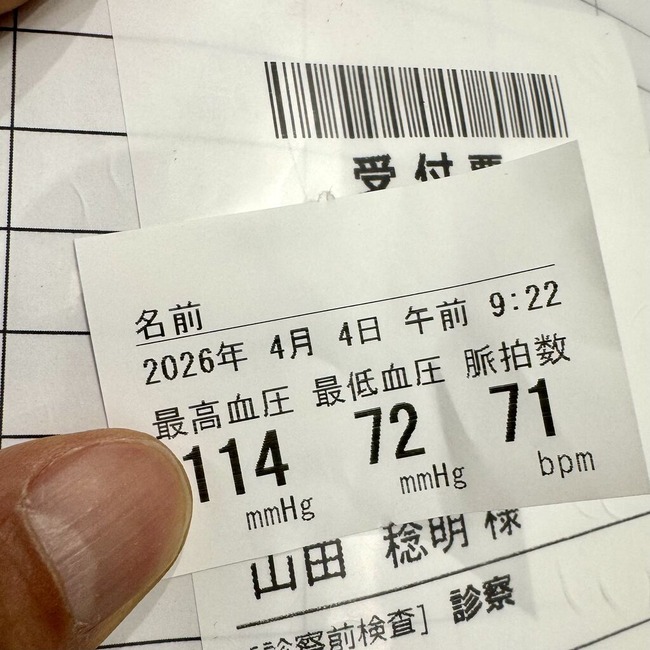 受付票
名前
2026年 4月 4日 午前 9:22
最高血圧 最低血圧 脈拍数
114 72 71
mmHg mmHg bpm
山田 稔明 様
[診察前検査] 診察